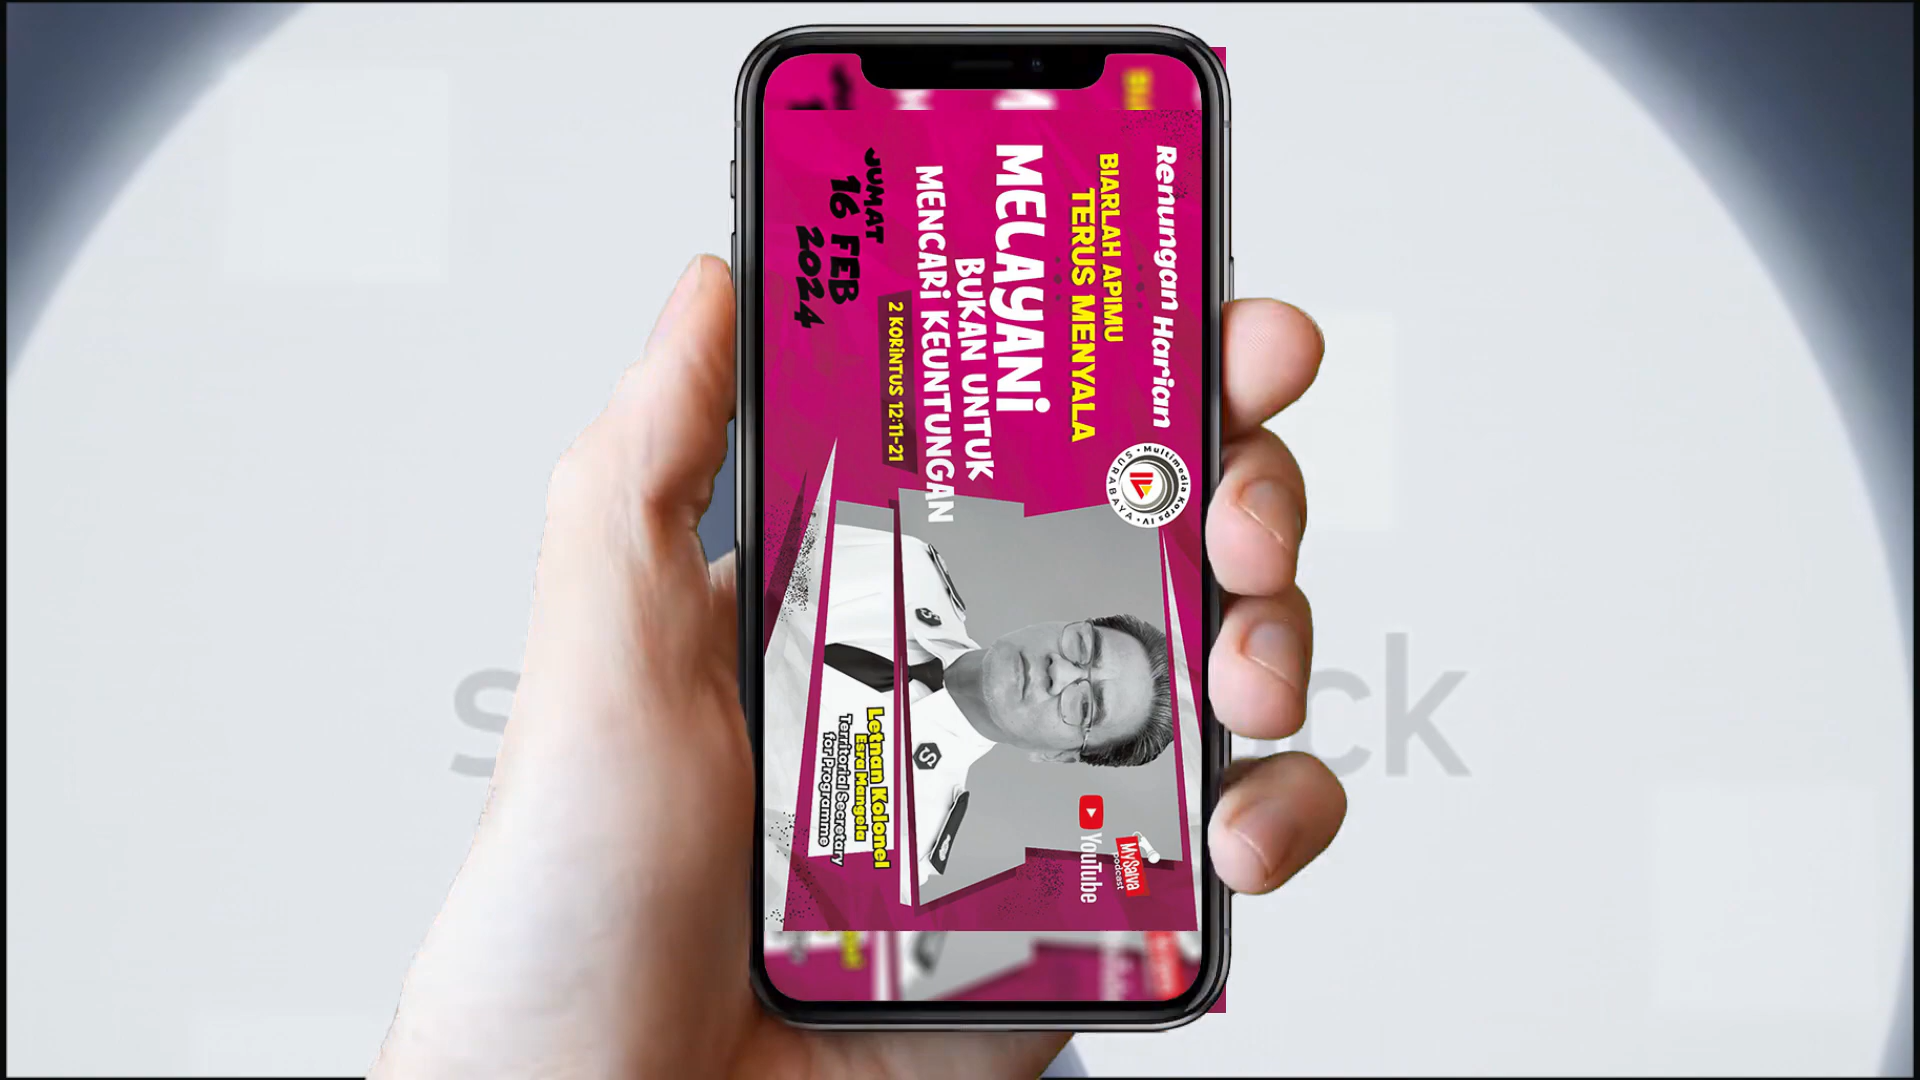 Renungan Harian
BIARLAH APIMU
TERUS MENYALA
MELAYANI
BUKAN UNTUK
MENCARI KEUNTUNGAN
2 KORINTUS 12:11-21
JUMAT
16 FEB
2024
Multimedia Korps IV
SURABAYA
MySalva
podcast
YouTube
Letnan Kolonel
Esra Mangela
Territorial Secretary
for Programme